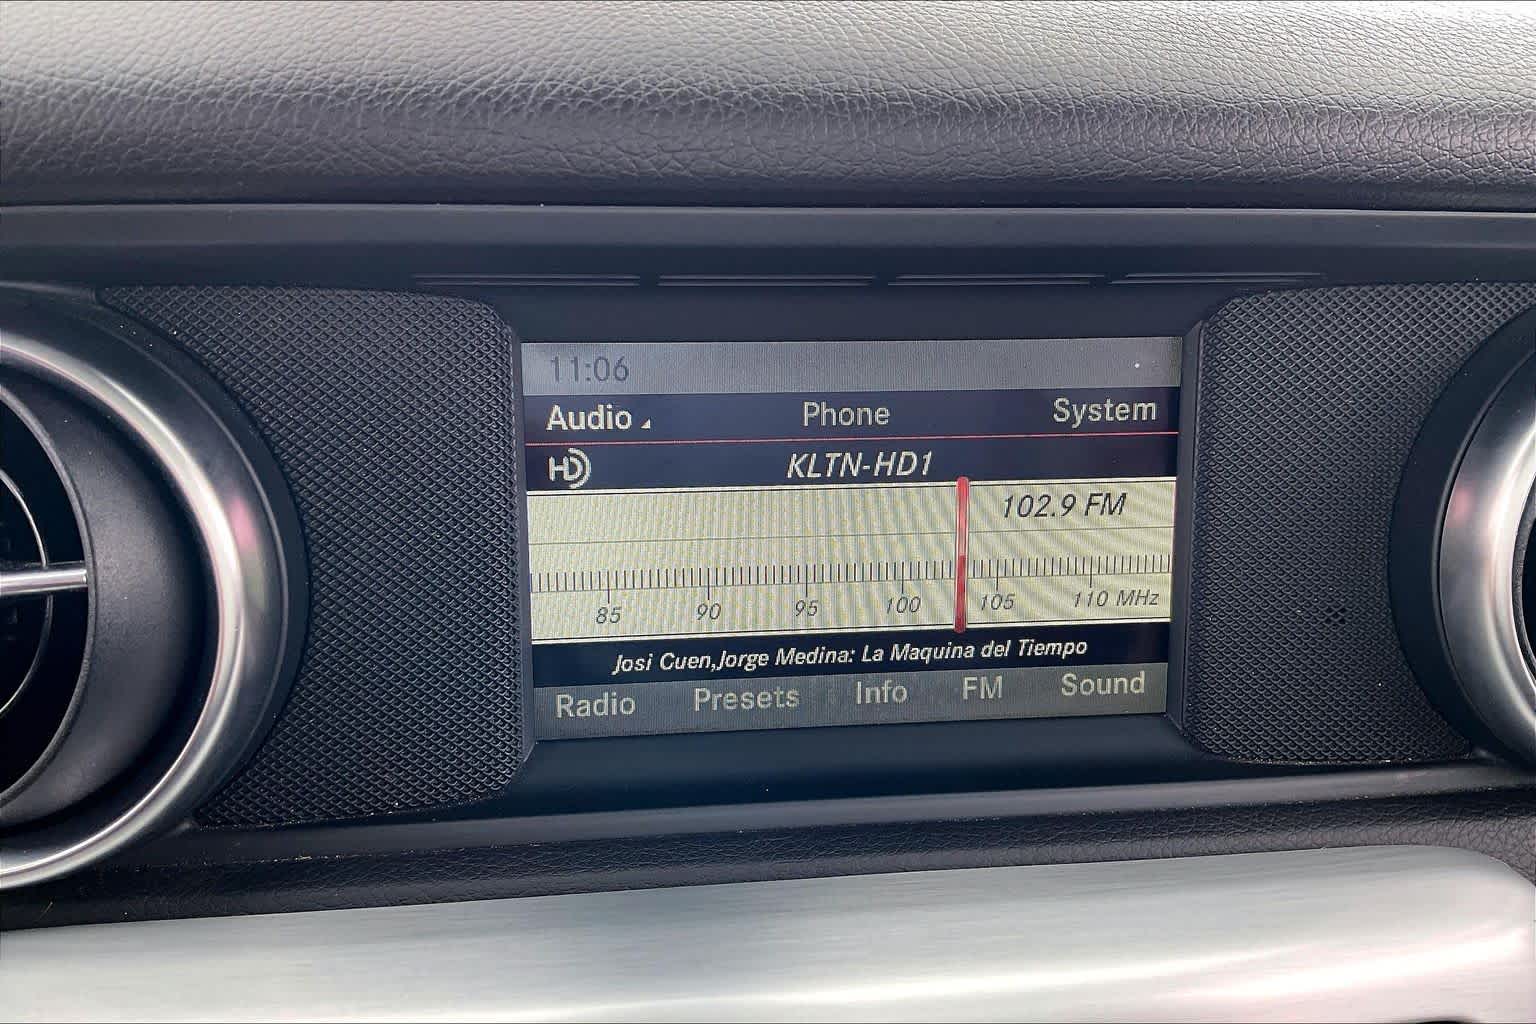 11:06
Audio Phone System
HD KLTN-HD1
102.9 FM
85 90 95 100 105 110 MHz
Josi Cuen,Jorge Medina: La Maquina del Tiempo
Radio Presets Info FM Sound